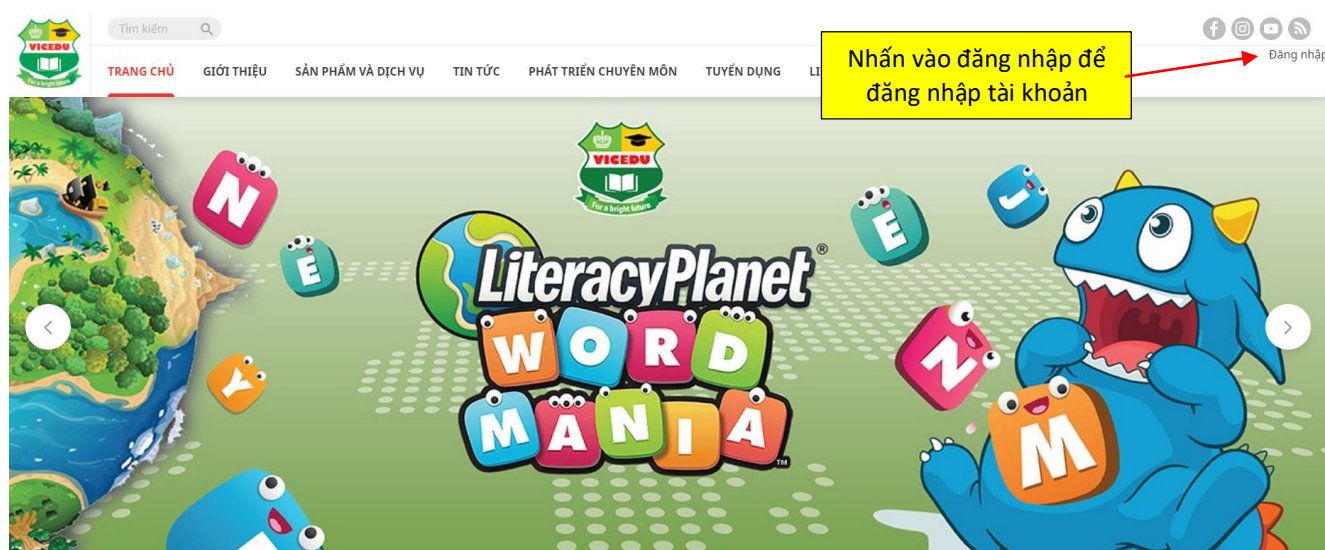 VICEDU
For a bright future
Tìm kiếm
Đăng nhập
TRANG CHỦ GIỚI THIỆU SẢN PHẨM VÀ DỊCH VỤ TIN TỨC PHÁT TRIỂN CHUYÊN MÔN TUYỂN DỤNG
Nhấn vào đăng nhập để
đăng nhập tài khoản
VICEDU
For a bright future
LiteracyPlanet®
WORD
MANIA™
N
E
Y
E
J
N
M